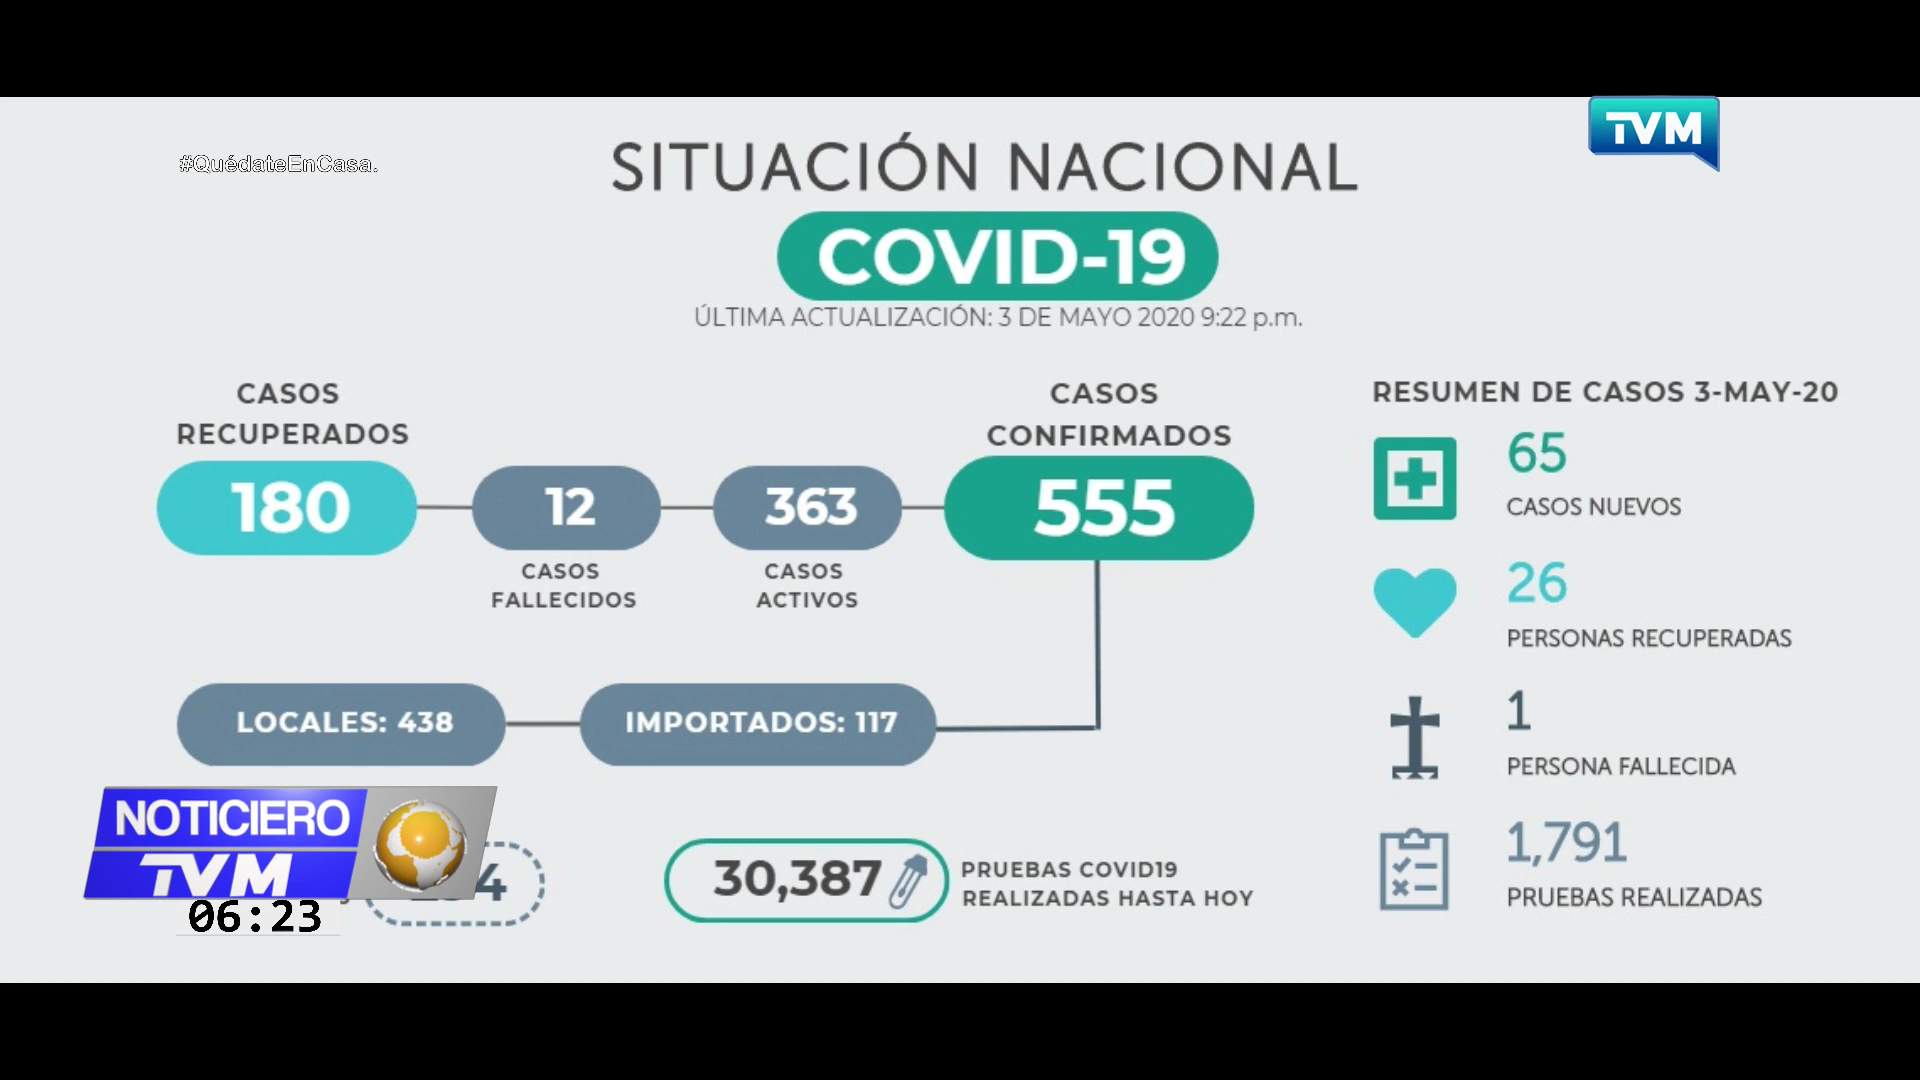 #QuédateEnCasa.
TVM
SITUACIÓN NACIONAL
COVID-19
ÚLTIMA ACTUALIZACIÓN: 3 DE MAYO 2020 9:22 p.m.
CASOS
RECUPERADOS
180
12
CASOS
FALLECIDOS
363
CASOS
ACTIVOS
CASOS
CONFIRMADOS
555
LOCALES: 438
IMPORTADOS: 117
30,387
PRUEBAS COVID19
REALIZADAS HASTA HOY
RESUMEN DE CASOS 3-MAY-20
65
CASOS NUEVOS
26
PERSONAS RECUPERADAS
1
PERSONA FALLECIDA
1,791
PRUEBAS REALIZADAS
NOTICIERO
TVM
06:23